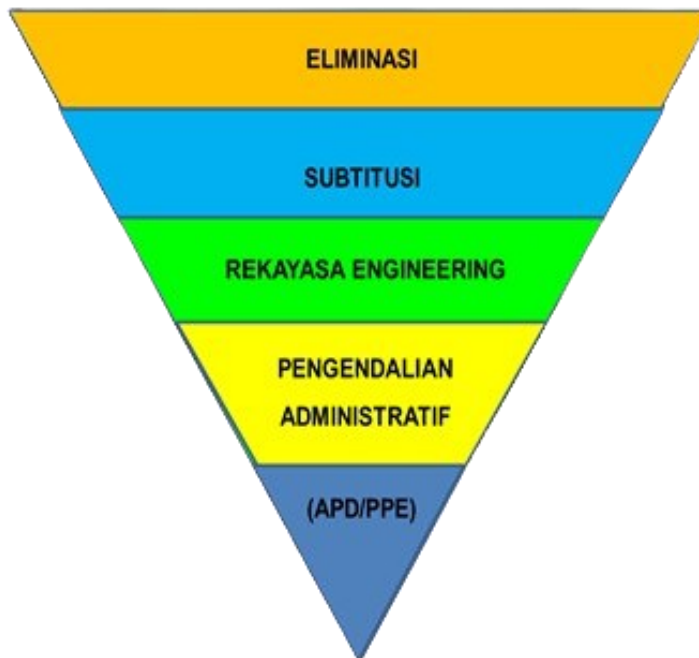 ELIMINASI
SUBTITUSI
REKAYASA ENGINEERING
PENGENDALIAN
ADMINISTRATIF
(APD/PPE)